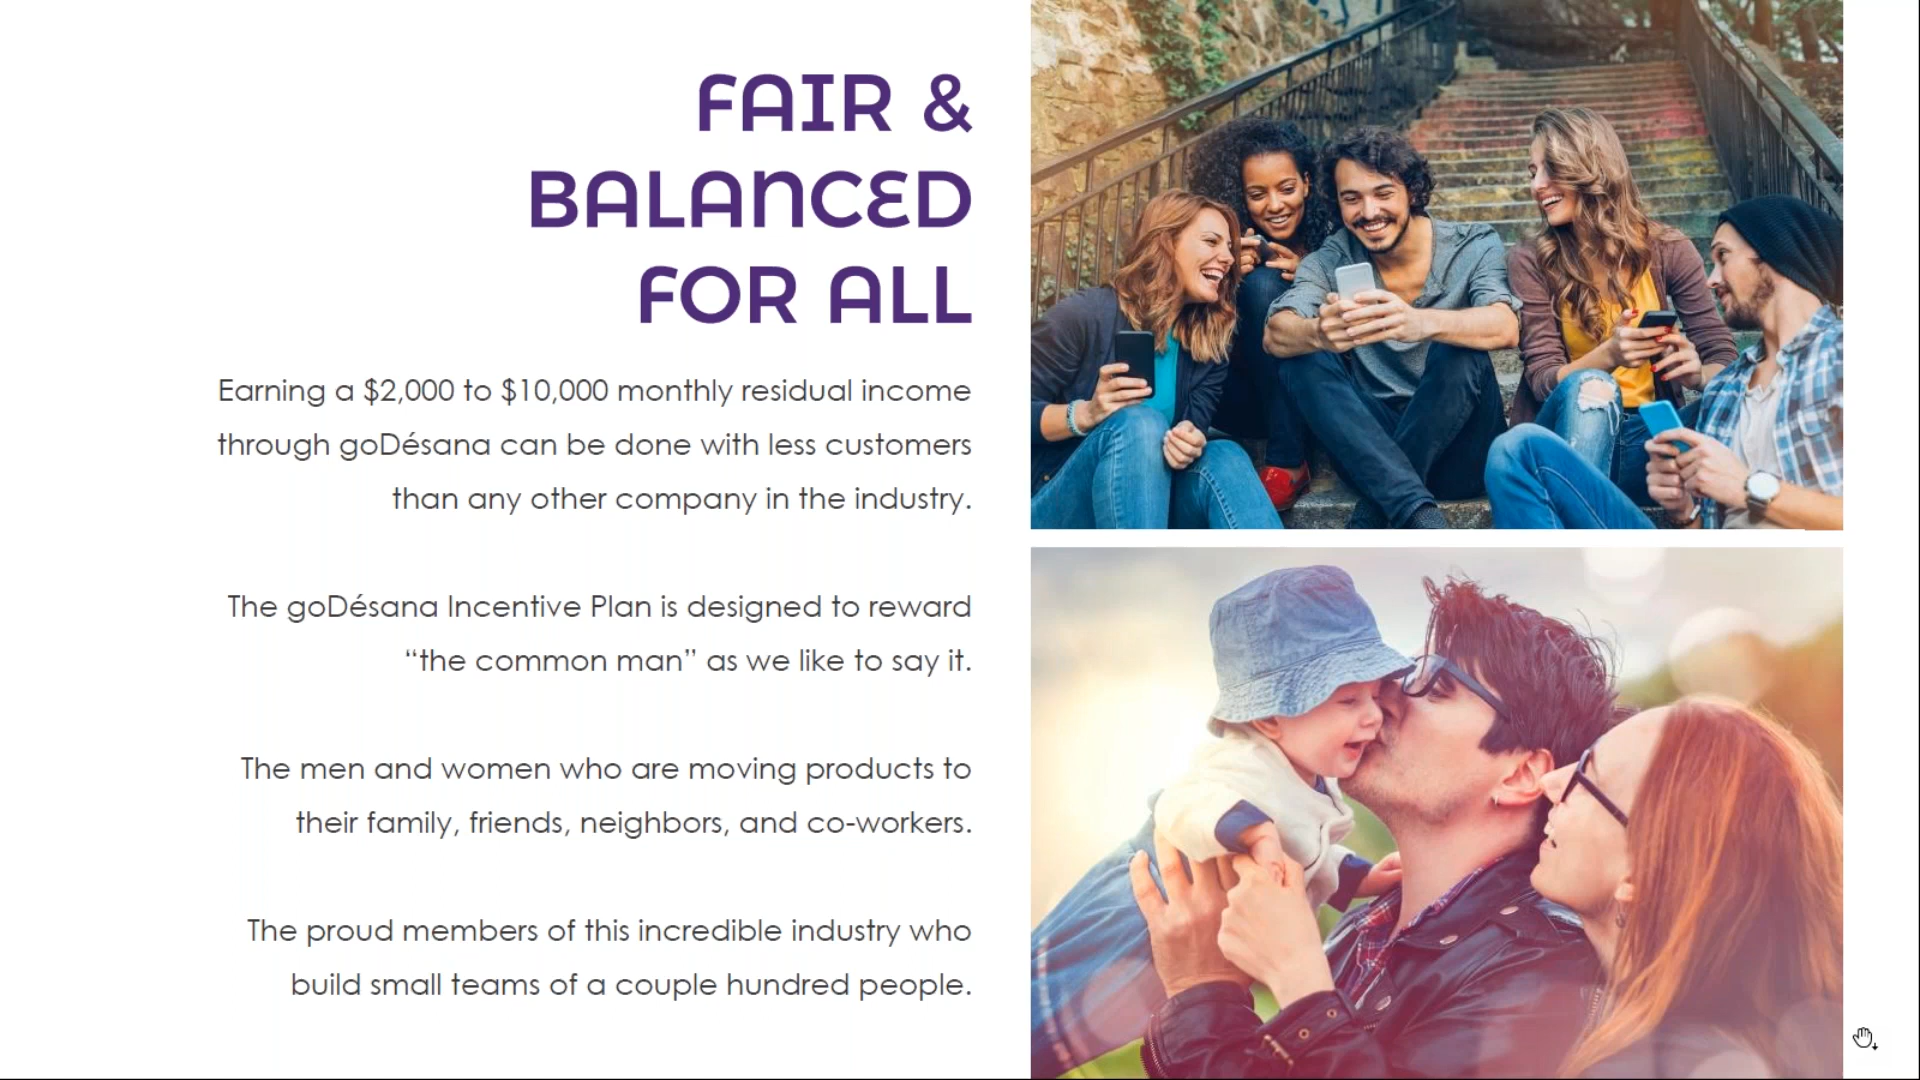 FAIR &
BALANCED
FOR ALL
Earning a $2,000 to $10,000 monthly residual income
through goDésana can be done with less customers
than any other company in the industry.
The goDésana Incentive Plan is designed to reward
“the common man” as we like to say it.
The men and women who are moving products to
their family, friends, neighbors, and co-workers.
The proud members of this incredible industry who
build small teams of a couple hundred people.